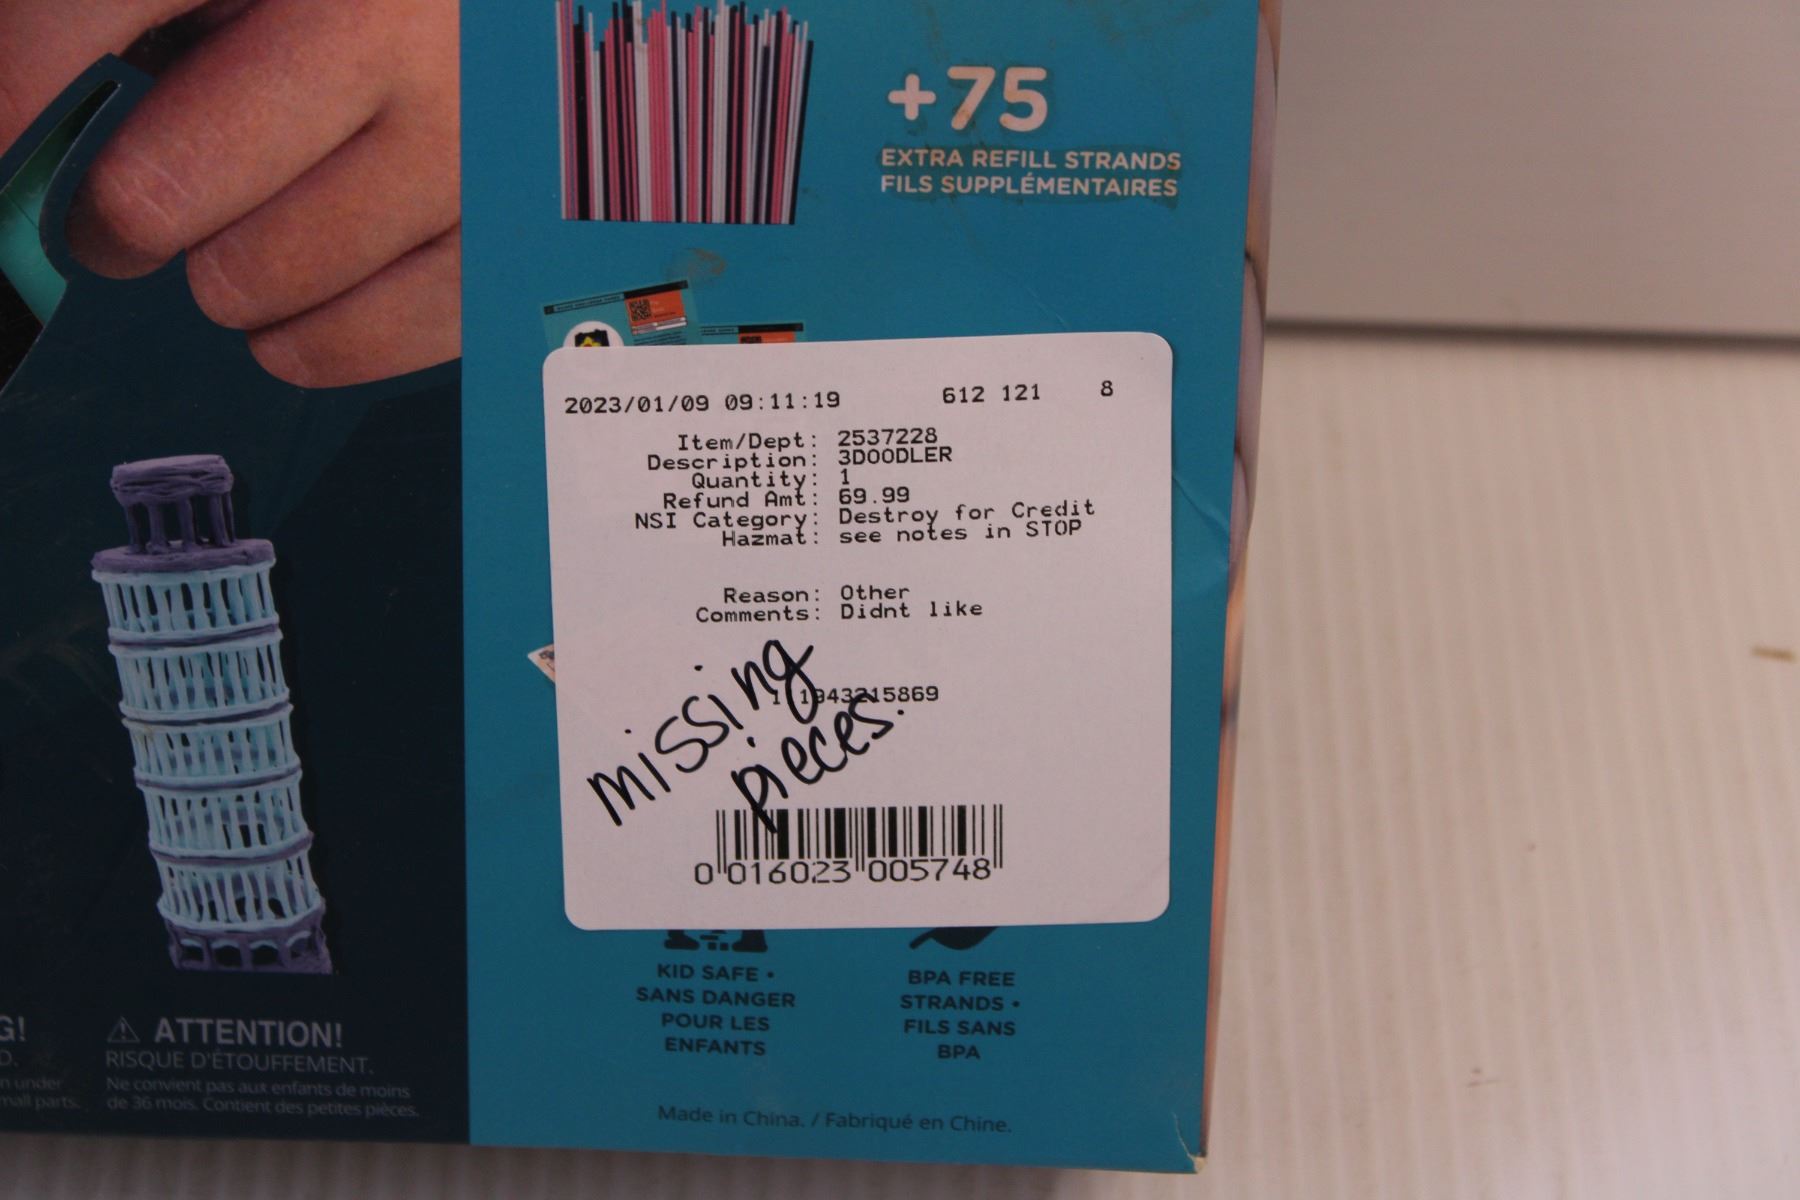 +75
EXTRA REFILL STRANDS
FILS SUPPLÉMENTAIRES
2023/01/09 09:11:19 612 121 8
Item/Dept: 2537228
Description: 3DOODLER
Quantity: 1
Refund Amt: 69.99
NSI Category: Destroy for Credit
Hazmat: see notes in STOP
Reason: Other
Comments: Didnt like
943215869
missing
pieces.
0 016023 005748
KID SAFE •
SANS DANGER
POUR LES
ENFANTS
BPA FREE
STRANDS •
FILS SANS
BPA
G!
D.
n under
mall parts.
⚠ ATTENTION!
RISQUE D'ÉTOUFFEMENT.
Ne convient pas aux enfants de moins
de 36 mois. Contient des petites pièces.
Made in China. / Fabriqué en Chine.